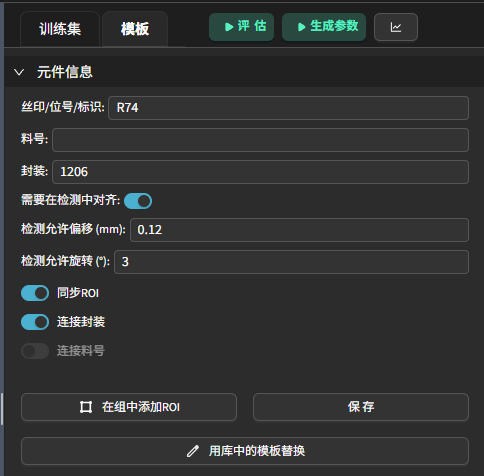 训练集 模板 评 估 生成参数
元件信息
丝印/位号/标识: R74
料号:
封装: 1206
需要在检测中对齐:
检测允许偏移 (mm): 0.12
检测允许旋转 (°): 3
同步ROI
连接封装
连接料号
在组中添加ROI 保 存
用库中的模板替换